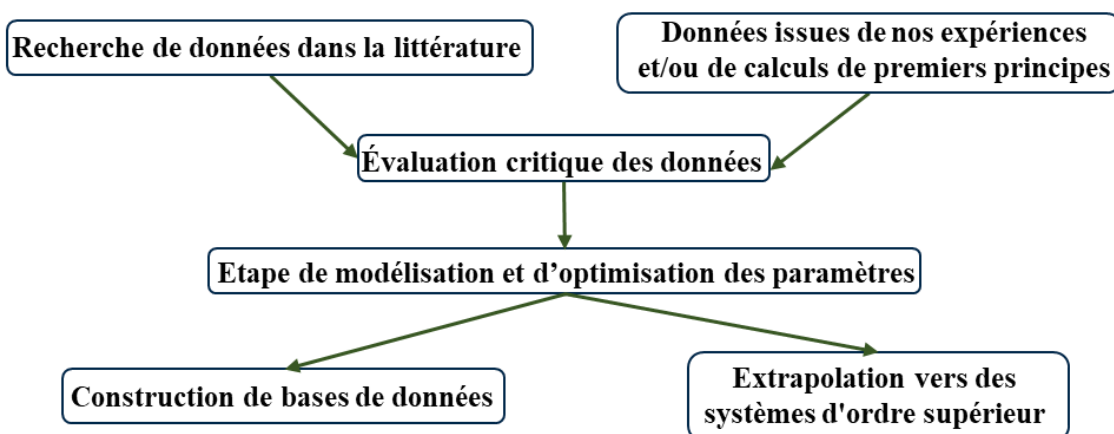 Recherche de données dans la littérature
Données issues de nos expériences
et/ou de calculs de premiers principes
Évaluation critique des données
Etape de modélisation et d’optimisation des paramètres
Construction de bases de données
Extrapolation vers des
systèmes d'ordre supérieur